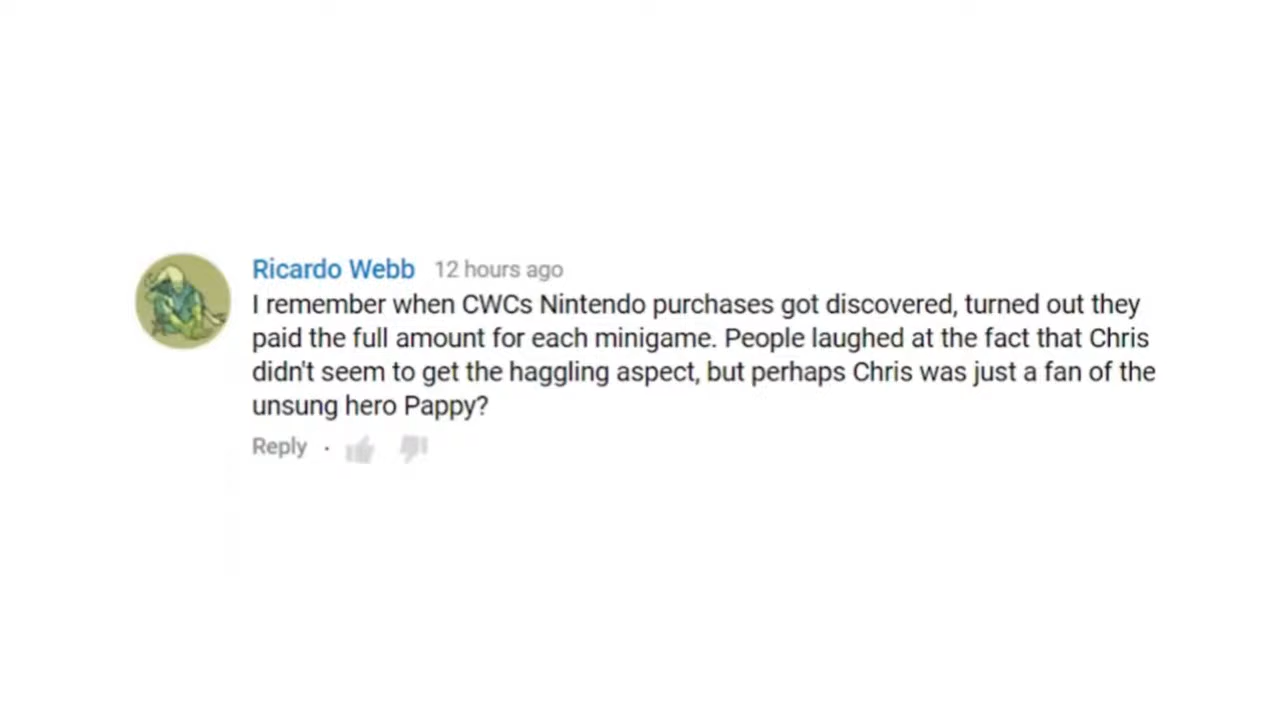 Ricardo Webb 12 hours ago
I remember when CWCs Nintendo purchases got discovered, turned out they
paid the full amount for each minigame. People laughed at the fact that Chris
didn't seem to get the haggling aspect, but perhaps Chris was just a fan of the
unsung hero Pappy?
Reply ·